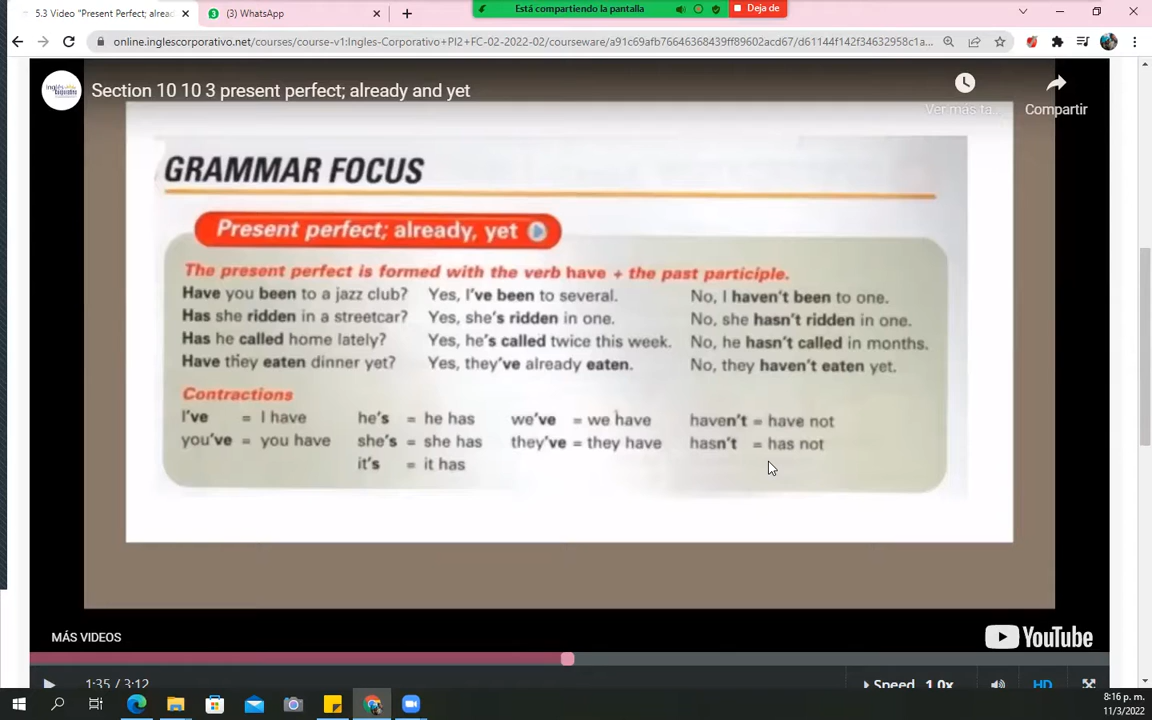 5.3 Video "Present Perfect; alread
(3) WhatsApp
Está compartiendo la pantalla
Deja de
online.inglescorporativo.net/courses/course-v1:Ingles-Corporativo+PI2+FC-02-2022-02/courseware/a91c69afb76646368439ff89602acd67/d61144f142f34632958c1a...
Section 10 10 3 present perfect; already and yet
Ver más ta...
Compartir
GRAMMAR FOCUS
Present perfect; already, yet
The present perfect is formed with the verb have + the past participle.
Have you been to a jazz club? Yes, I've been to several. No, I haven't been to one.
Has she ridden in a streetcar? Yes, she's ridden in one. No, she hasn't ridden in one.
Has he called home lately? Yes, he's called twice this week. No, he hasn't called in months.
Have they eaten dinner yet? Yes, they've already eaten. No, they haven't eaten yet.
Contractions
I've = I have he's = he has we've = we have haven't = have not
you've = you have she's = she has they've = they have hasn't = has not
it's = it has
MÁS VIDEOS
YouTube
1:35 / 3:12
Speed 1.0x
HD
8:16 p. m.
11/3/2022